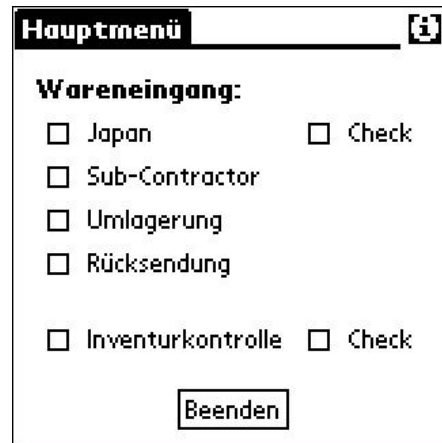 Hauptmenü
Wareneingang:
Japan Check
Sub-Contractor
Umlagerung
Rücksendung
Inventurkontrolle Check
Beenden